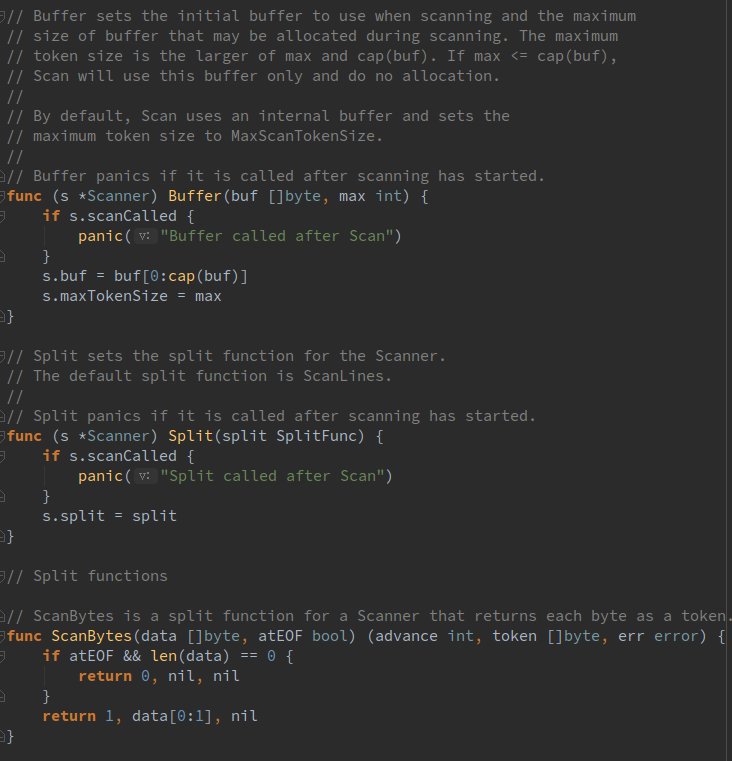 // Buffer sets the initial buffer to use when scanning and the maximum
// size of buffer that may be allocated during scanning. The maximum
// token size is the larger of max and cap(buf). If max <= cap(buf),
// Scan will use this buffer only and do no allocation.
//
// By default, Scan uses an internal buffer and sets the
// maximum token size to MaxScanTokenSize.
//
// Buffer panics if it is called after scanning has started.
func (s *Scanner) Buffer(buf []byte, max int) {
    if s.scanCalled {
        panic( v: "Buffer called after Scan")
    }
    s.buf = buf[0:cap(buf)]
    s.maxTokenSize = max
}

// Split sets the split function for the Scanner.
// The default split function is ScanLines.
//
// Split panics if it is called after scanning has started.
func (s *Scanner) Split(split SplitFunc) {
    if s.scanCalled {
        panic( v: "Split called after Scan")
    }
    s.split = split
}

// Split functions

// ScanBytes is a split function for a Scanner that returns each byte as a token.
func ScanBytes(data []byte, atEOF bool) (advance int, token []byte, err error) {
    if atEOF && len(data) == 0 {
        return 0, nil, nil
    }
    return 1, data[0:1], nil
}